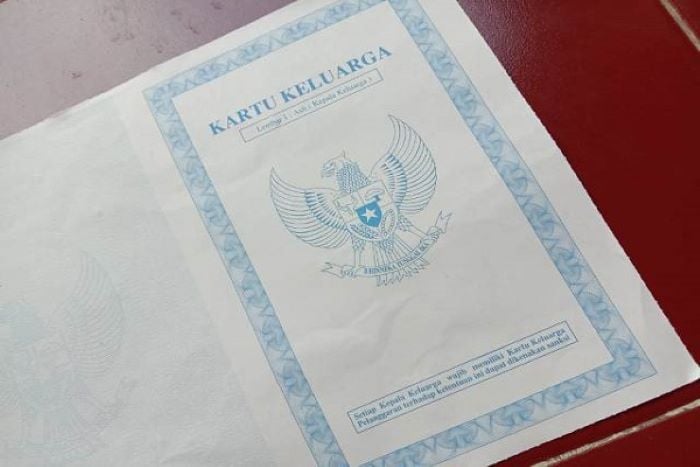 KARTU KELUARGA
Lembar 1 : Asli ( Kepala Keluarga )
BHINNEKA TUNGGAL IKA
Setiap Kepala Keluarga wajib memiliki Kartu Keluarga
Pelanggaran terhadap ketentuan ini dapat dikenakan sanksi